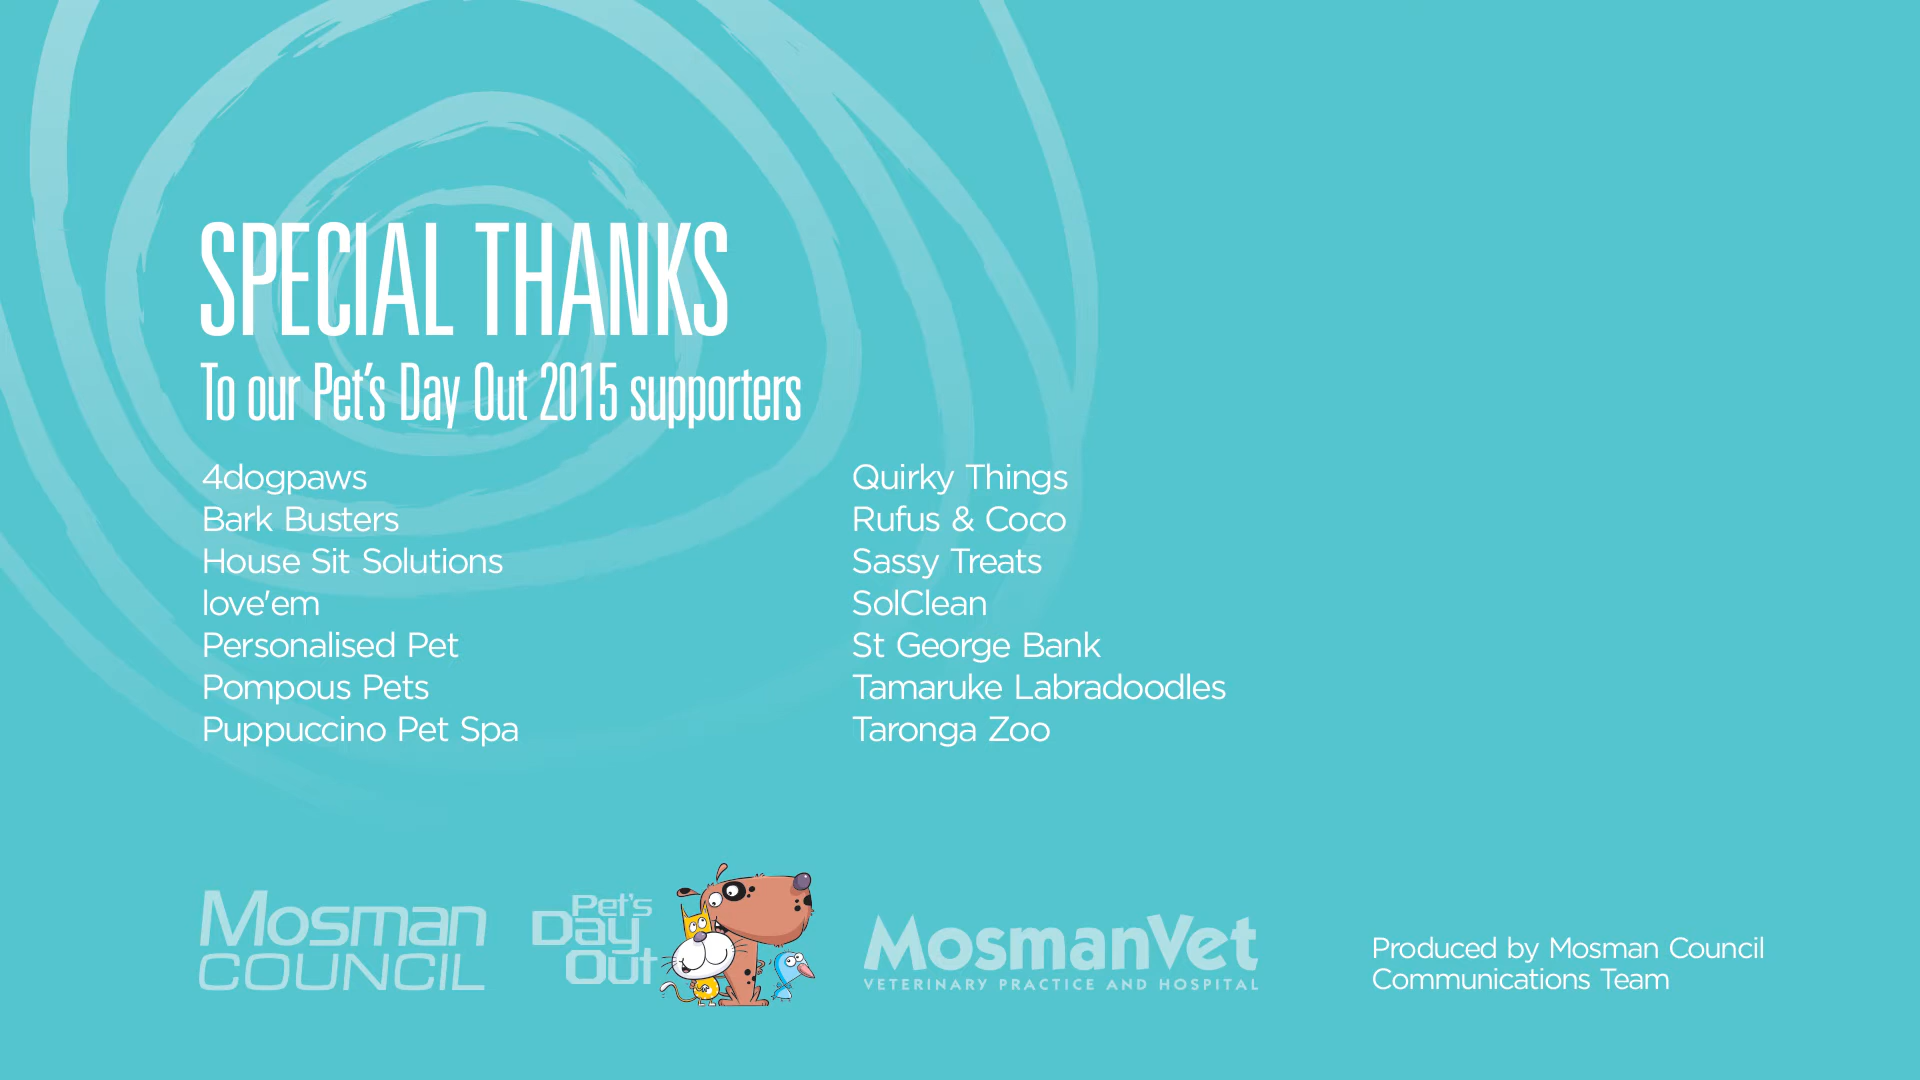 SPECIAL THANKS
To our Pet's Day Out 2015 supporters
4dogpaws
Bark Busters
House Sit Solutions
love'em
Personalised Pet
Pompous Pets
Puppuccino Pet Spa
Quirky Things
Rufus & Coco
Sassy Treats
SolClean
St George Bank
Tamaruke Labradoodles
Taronga Zoo
Mosman
COUNCIL
Pet's
Day
Out
MosmanVet
VETERINARY PRACTICE AND HOSPITAL
Produced by Mosman Council
Communications Team